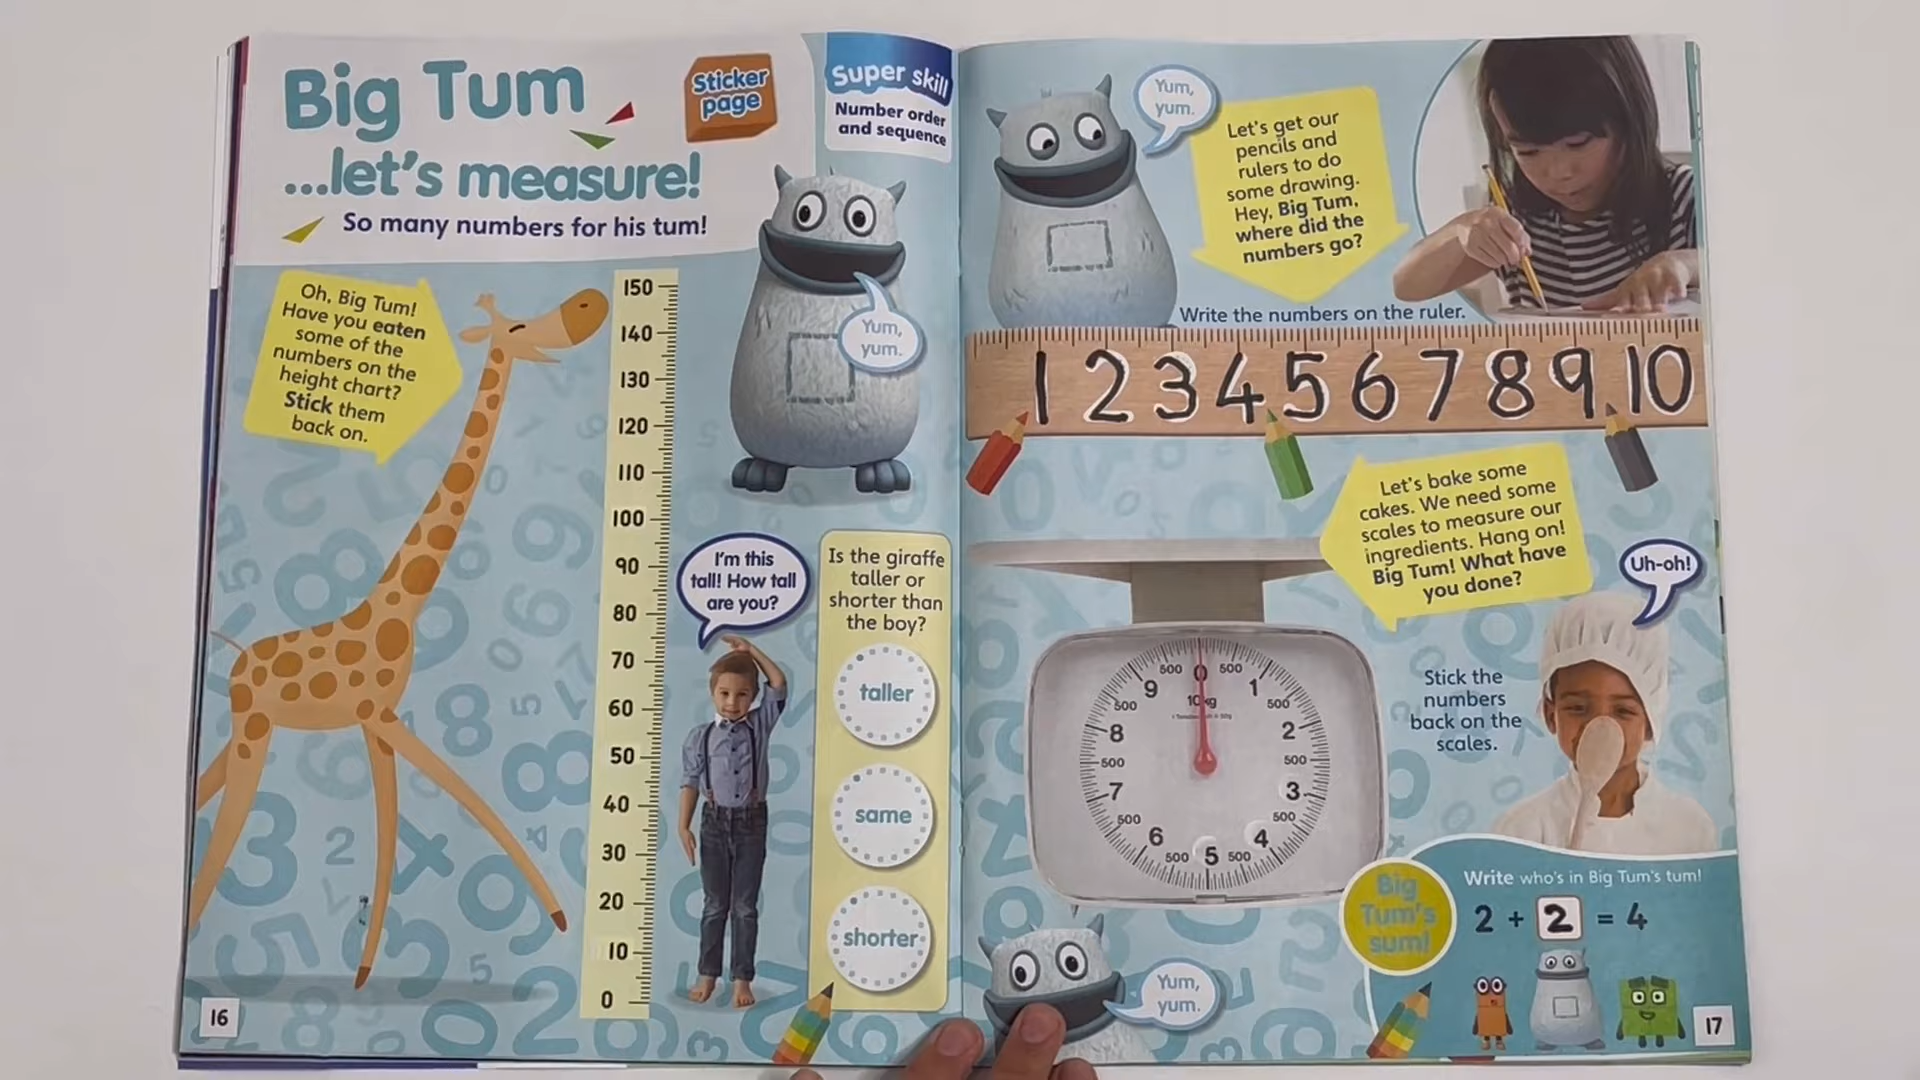 Big Tum
...let's measure!
So many numbers for his tum!
Sticker
page
Super skill
Number order
and sequence
Oh, Big Tum!
Have you eaten
some of the
numbers on the
height chart?
Stick them
back on.
150
140
130
120
110
100
90
80
70
60
50
40
30
20
10
0
Yum,
yum.
I'm this
tall! How tall
are you?
Is the giraffe
taller or
shorter than
the boy?
taller
same
shorter
16
Yum,
yum.
Let's get our
pencils and
rulers to do
some drawing.
Hey, Big Tum,
where did the
numbers go?
Write the numbers on the ruler.
1 2 3 4 5 6 7 8 9 10
Let's bake some
cakes. We need some
scales to measure our
ingredients. Hang on!
Big Tum! What have
you done?
Uh-oh!
Stick the
numbers
back on the
scales.
0
500
1
500
2
500
3
500
4
500
5
500
6
500
7
500
8
500
9
500
10kg
Yum,
yum.
Big
Tum's
sum!
Write who's in Big Tum's tum!
2 + 2 = 4
17